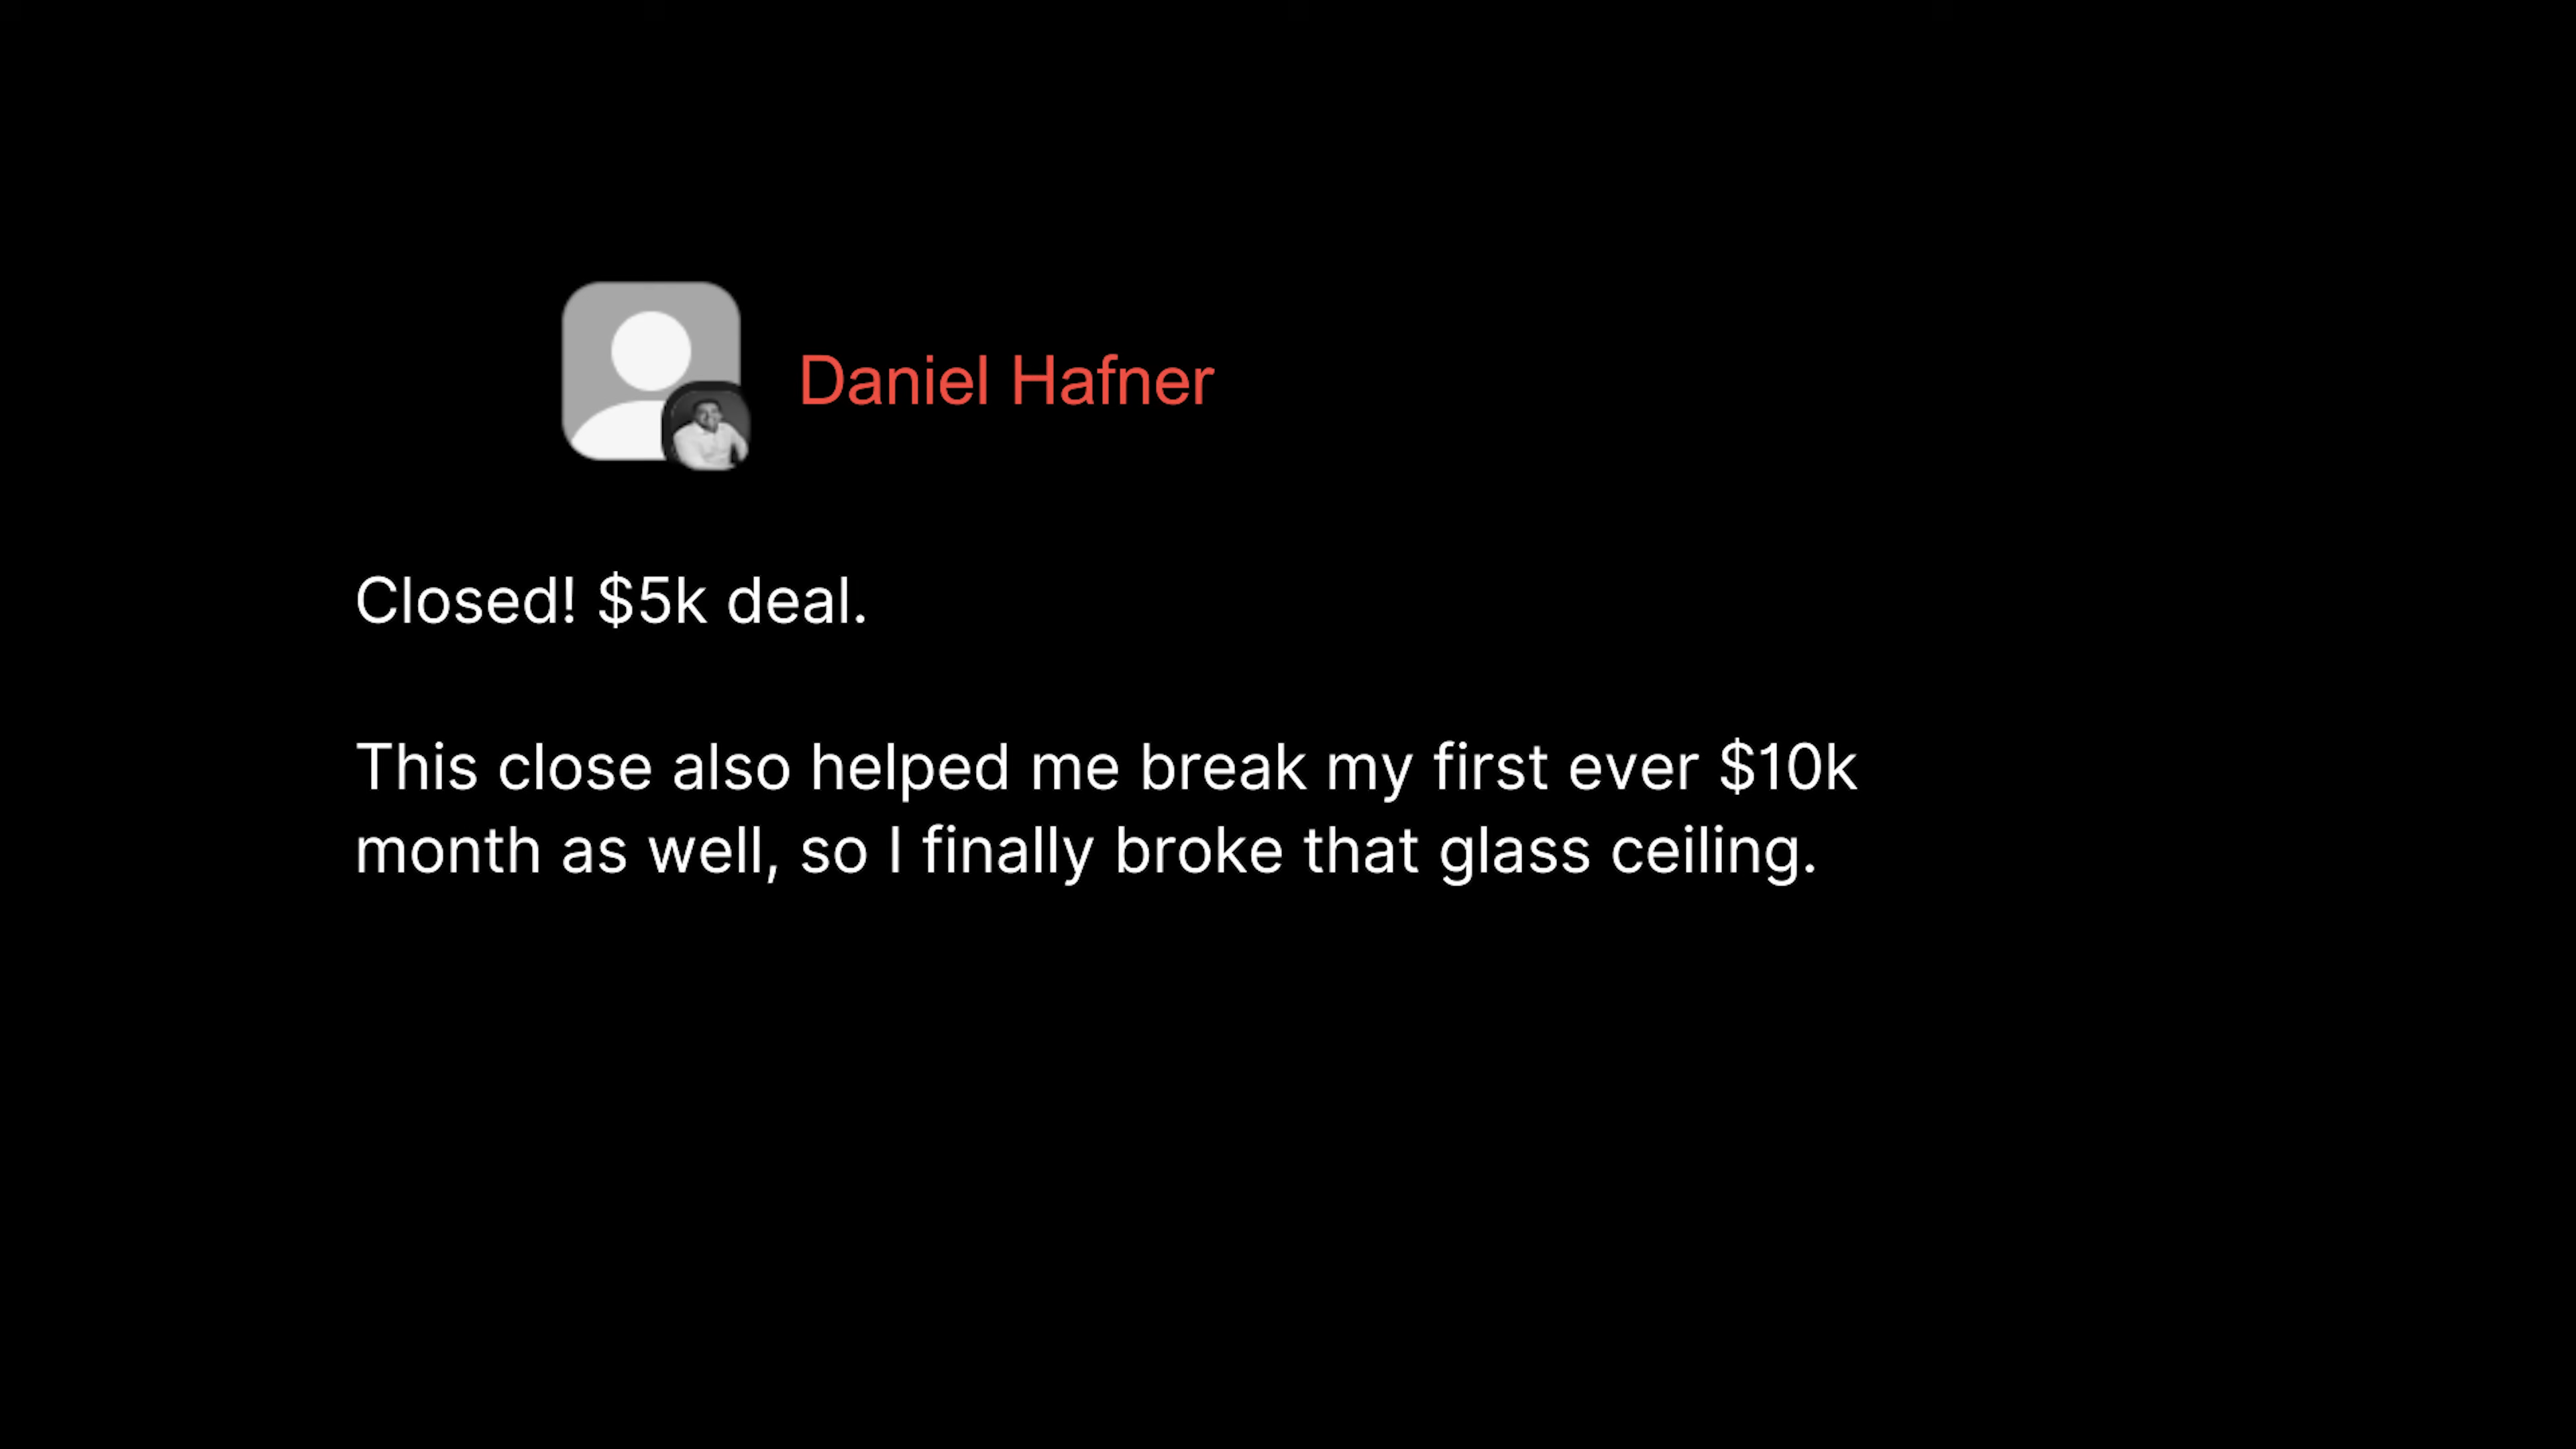 Daniel Hafner
Closed! $5k deal.
This close also helped me break my first ever $10k
month as well, so I finally broke that glass ceiling.